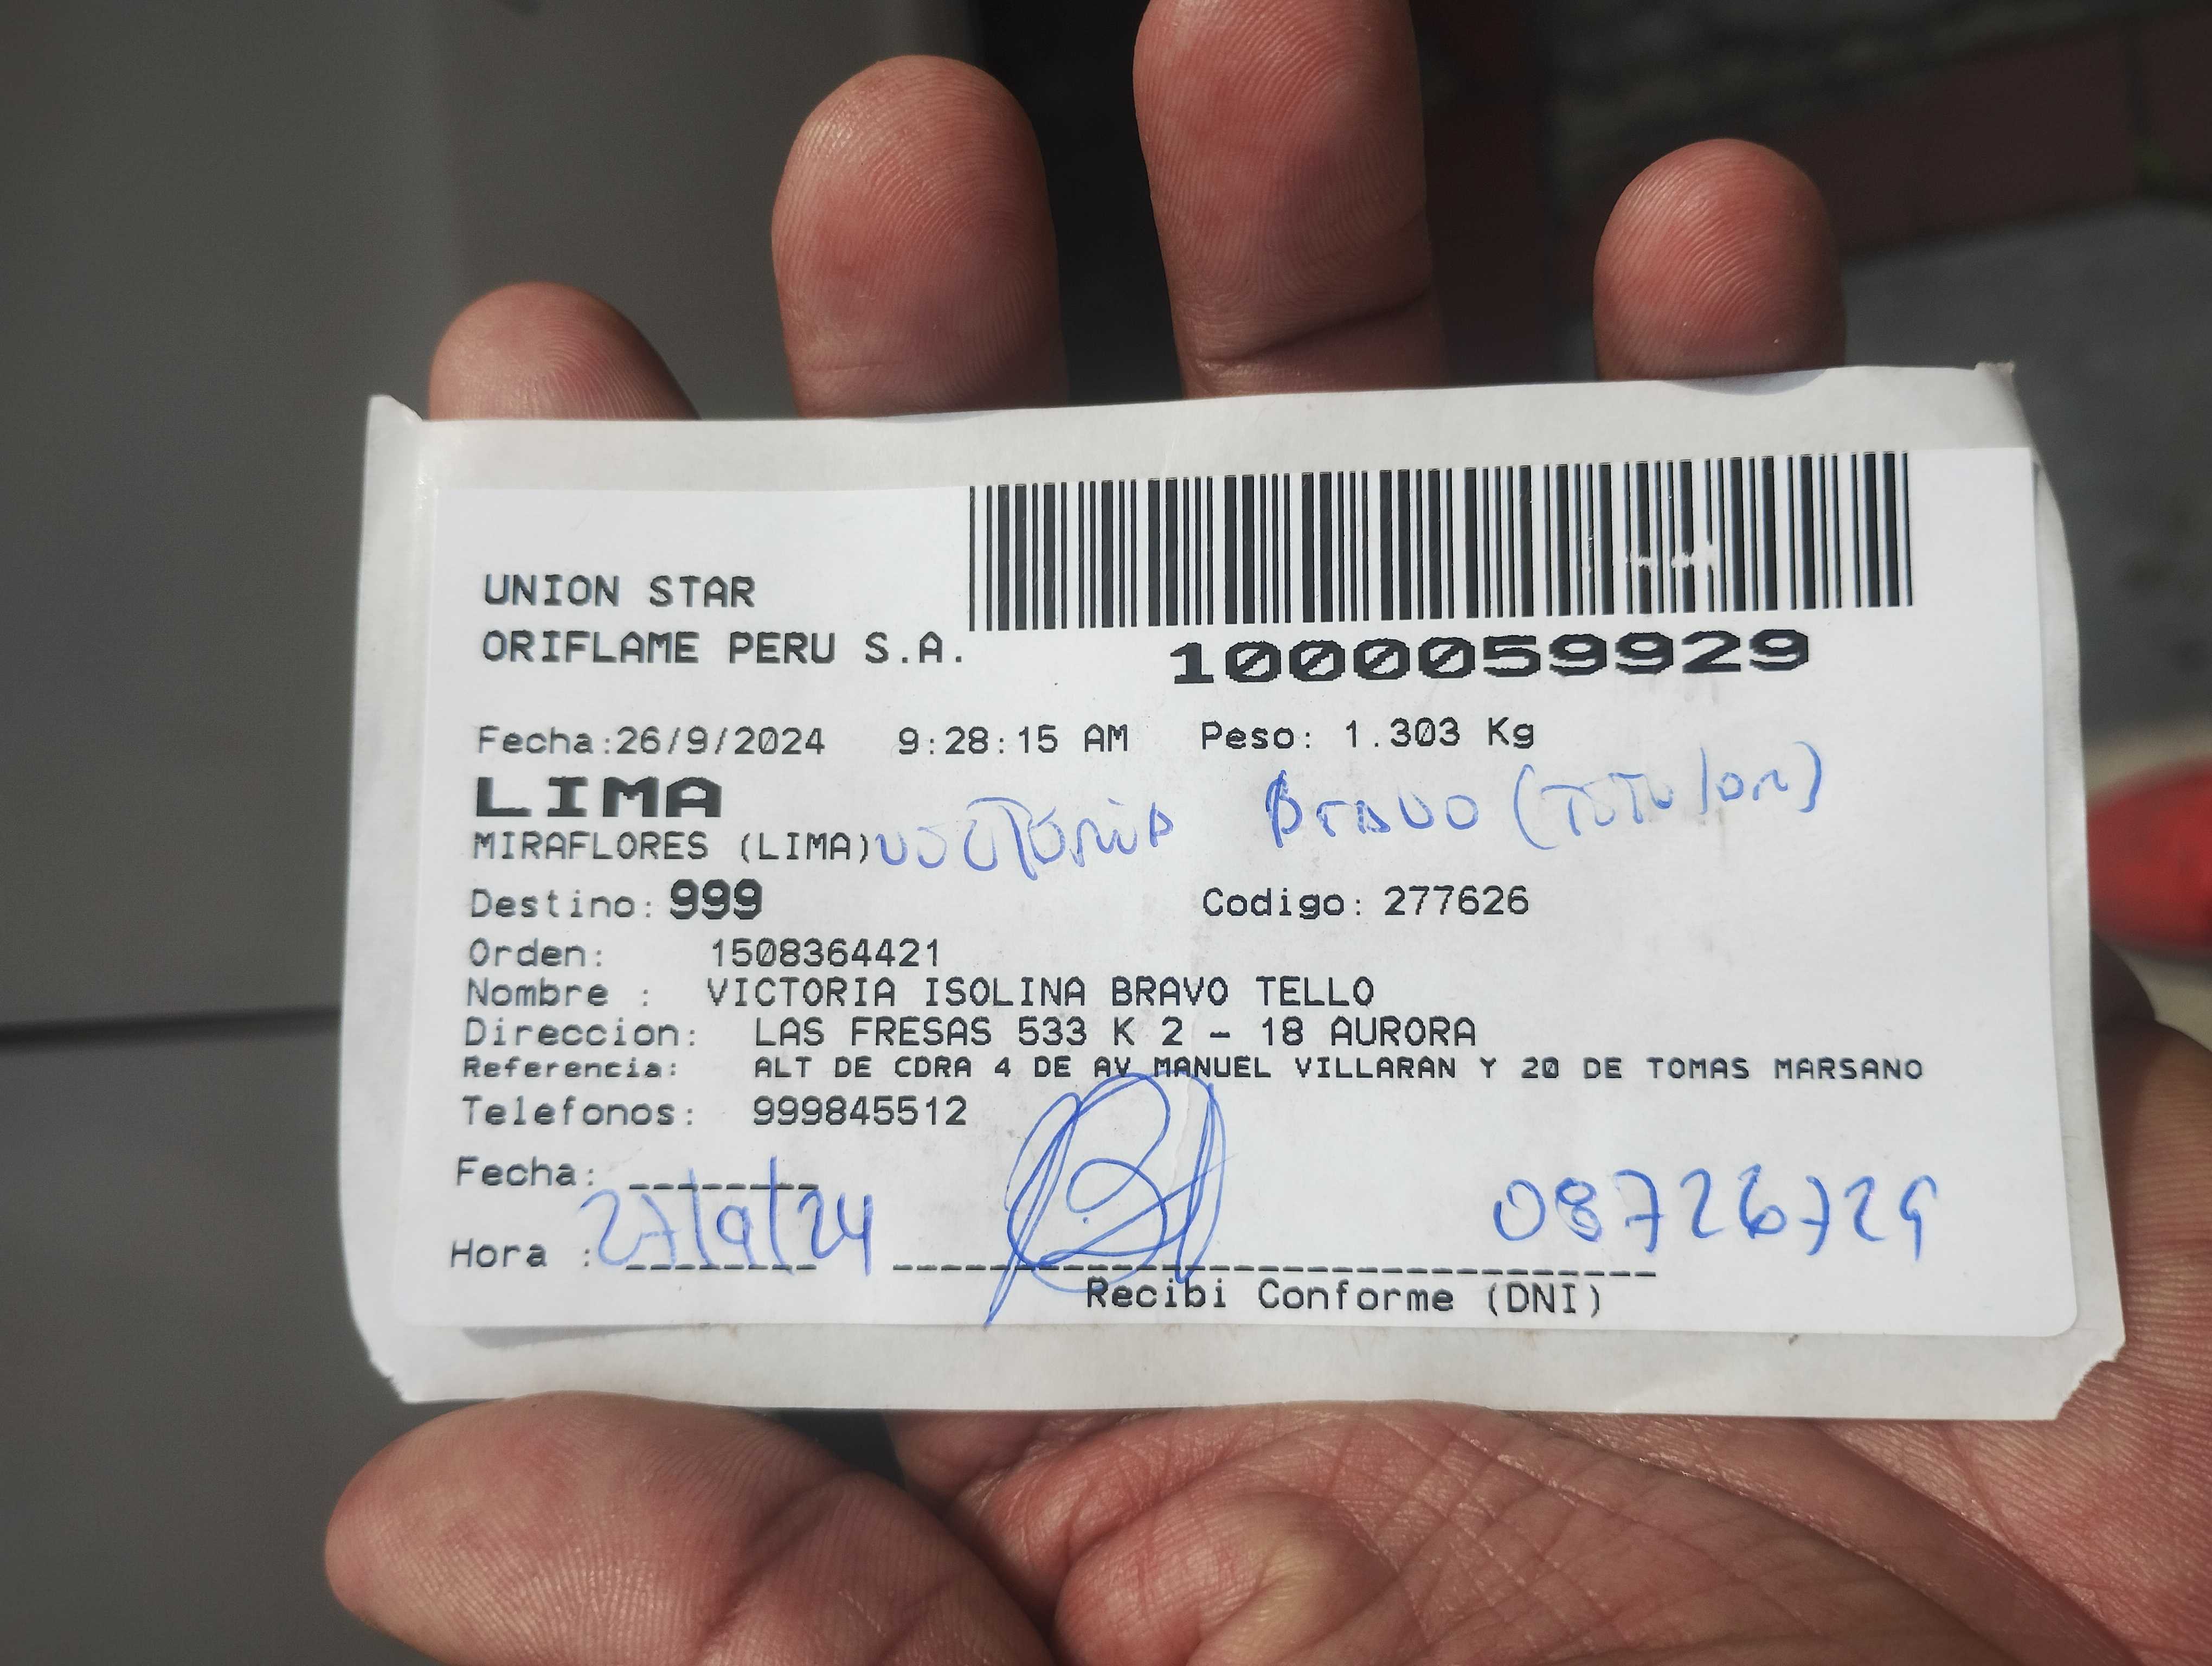 UNION STAR
ORIFLAME PERU S.A.
1000059929
Fecha:26/9/2024 9:28:15 AM Peso: 1.303 Kg
LIMA
MIRAFLORES (LIMA) Victoria Bravo (Titular)
Destino: 999 Codigo: 277626
Orden: 1508364421
Nombre : VICTORIA ISOLINA BRAVO TELLO
Direccion: LAS FRESAS 533 K 2 - 18 AURORA
Referencia: ALT DE CDRA 4 DE AV MANUEL VILLARAN Y 20 DE TOMAS MARSANO
Telefonos: 999845512
Fecha:
27/9/24 08726729
Hora :
Recibi Conforme (DNI)